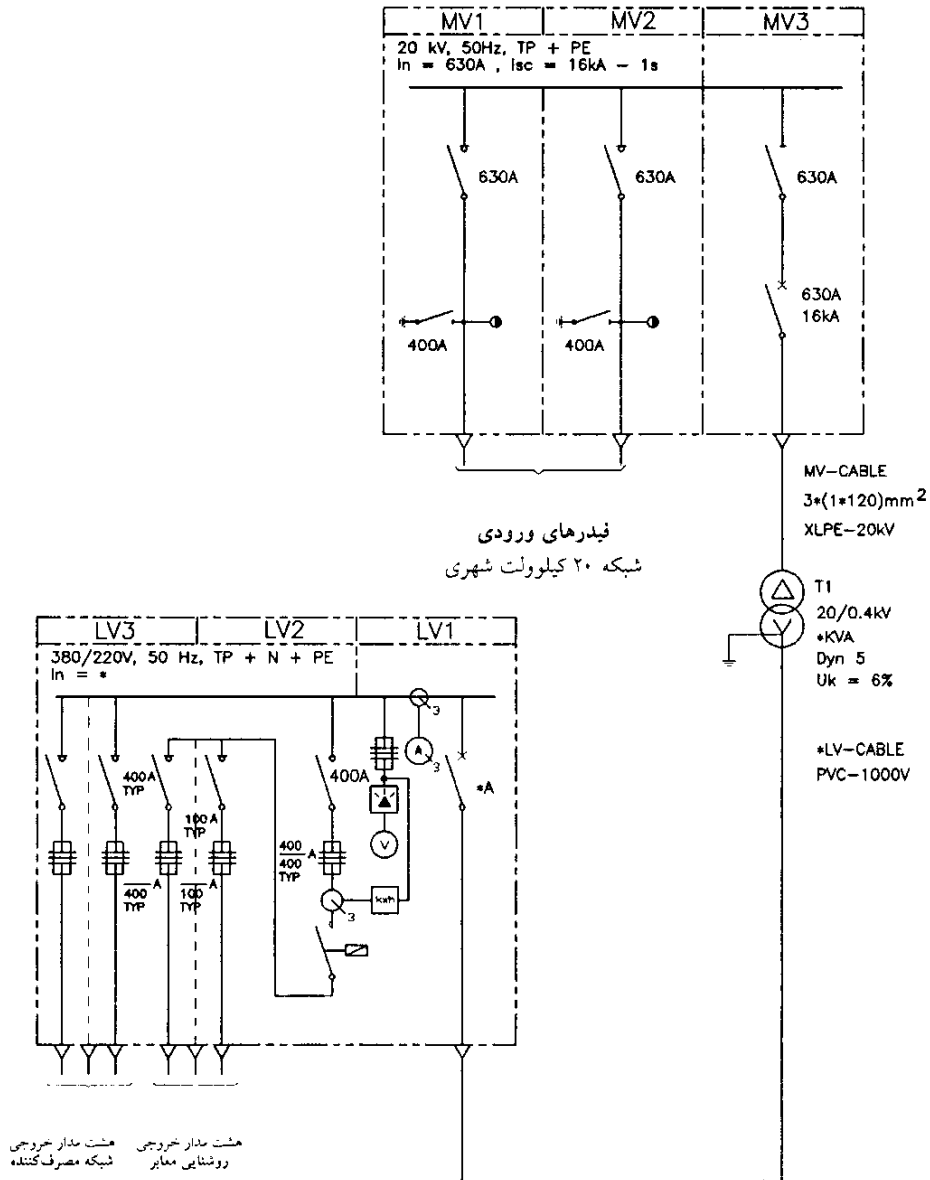 MV1 MV2 MV3
20 kV, 50Hz, TP + PE
In = 630A , Isc = 16kA - 1s
630A 630A 630A
630A
16kA
400A 400A
MV-CABLE
3*(1*120)mm2
XLPE-20kV
فیدرهای ورودی
شبکه ۲۰ کیلوولت شهری
T1
20/0.4kV
*KVA
Dyn 5
Uk = 6%
*LV-CABLE
PVC-1000V
LV3 LV2 LV1
380/220V, 50 Hz, TP + N + PE
In = *
3
A
3
400A
TYP
400A
*A
100A
TYP
V
400
400 A
TYP
400 A
TYP
100 A
TYP
3
kwh
هشت مدار خروجی
شبکه مصرف‌کننده
هشت مدار خروجی
روشنایی معابر